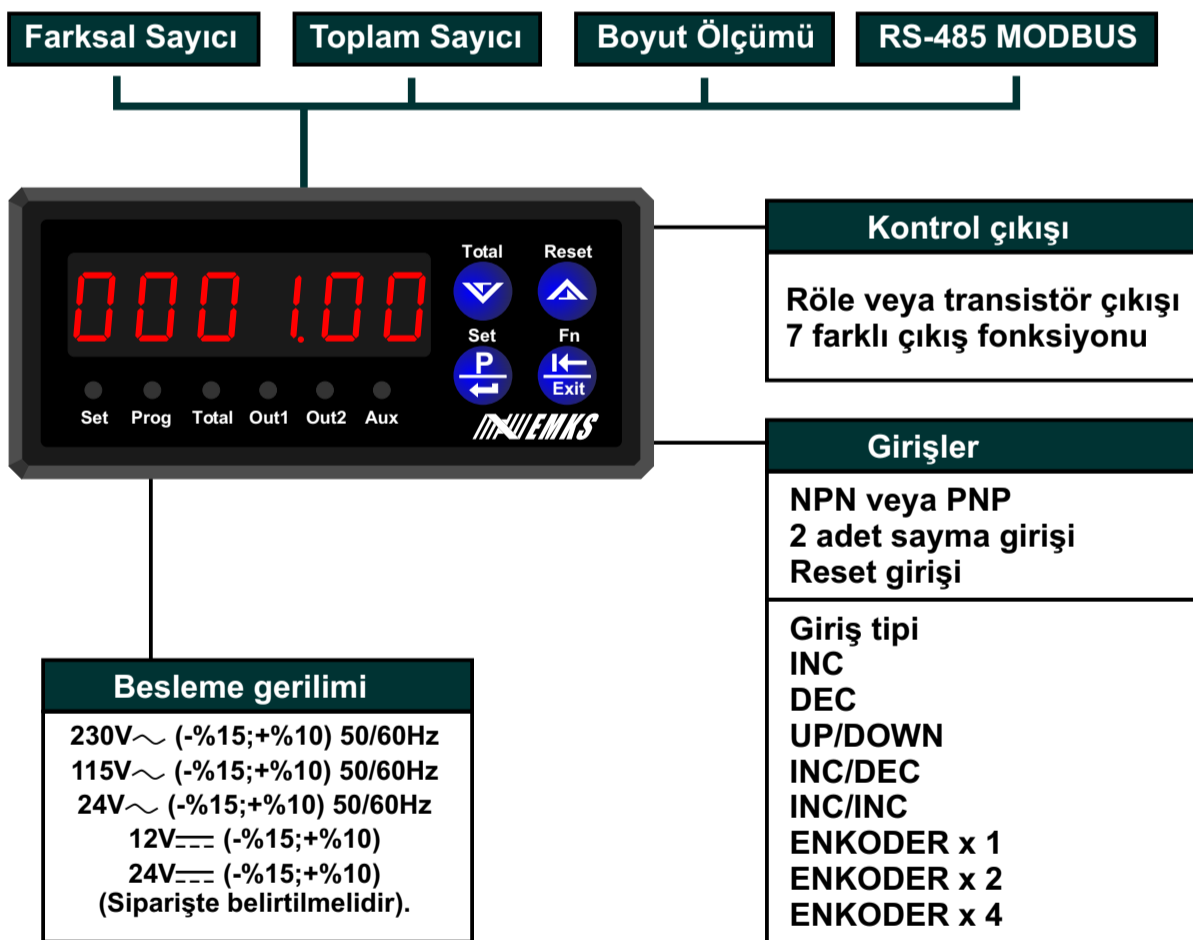 Farksal Sayıcı
Toplam Sayıcı
Boyut Ölçümü
RS-485 MODBUS
0001.00
Total
Reset
Set
Fn
P
Exit
Set
Prog
Total
Out1
Out2
Aux
EMKS
Kontrol çıkışı
Röle veya transistör çıkışı
7 farklı çıkış fonksiyonu
Girişler
NPN veya PNP
2 adet sayma girişi
Reset girişi
Giriş tipi
INC
DEC
UP/DOWN
INC/DEC
INC/INC
ENKODER x 1
ENKODER x 2
ENKODER x 4
Besleme gerilimi
230V～ (-%15;+%10) 50/60Hz
115V～ (-%15;+%10) 50/60Hz
24V～ (-%15;+%10) 50/60Hz
12V⎓ (-%15;+%10)
24V⎓ (-%15;+%10)
(Siparişte belirtilmelidir).